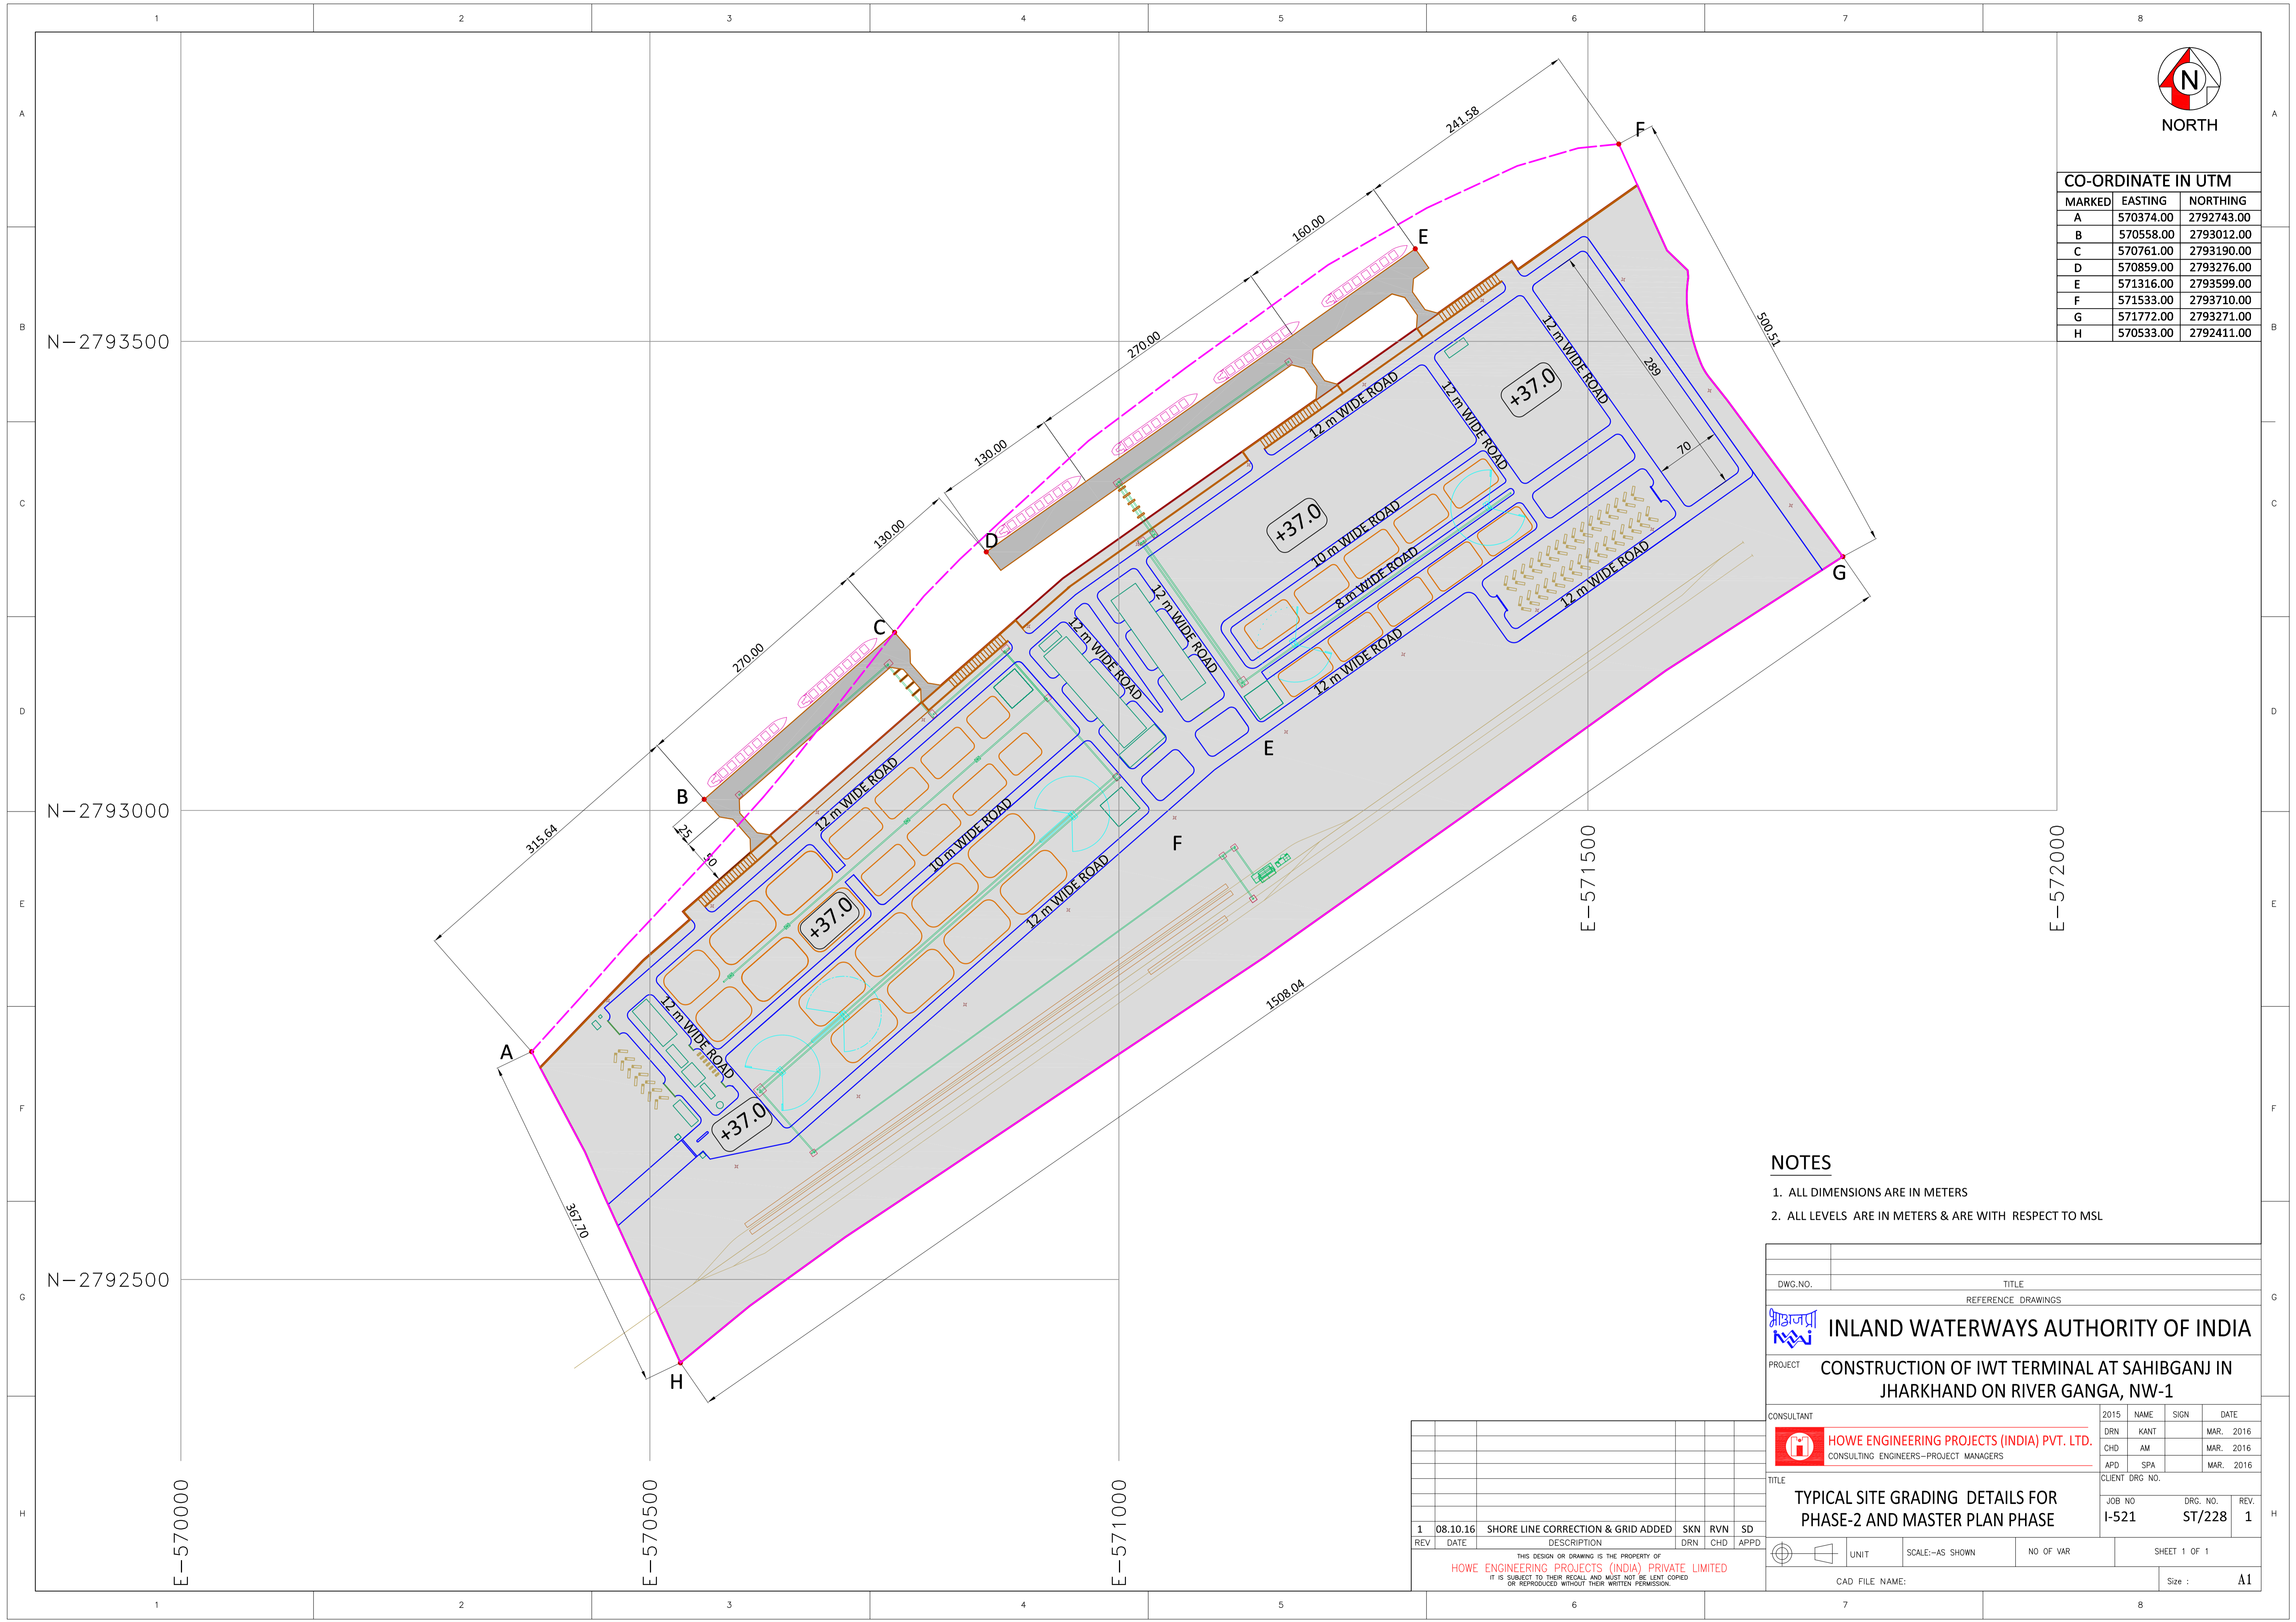 1 2 3 4 5 6 7 8
A A
B B
C C
D D
E E
F F
G G
H H
N
NORTH
CO-ORDINATE IN UTM
MARKED EASTING NORTHING
A 570374.00 2792743.00
B 570558.00 2793012.00
C 570761.00 2793190.00
D 570859.00 2793276.00
E 571316.00 2793599.00
F 571533.00 2793710.00
G 571772.00 2793271.00
H 570533.00 2792411.00
N-2793500
N-2793000
N-2792500
E-570000
E-570500
E-571000
E-571500
E-572000
241.58
160.00
270.00
130.00
130.00
270.00
315.64
25
50
367.70
1508.04
500.51
289
70
A
B
C
D
E
F
G
H
E
F
+37.0
+37.0
+37.0
+37.0
12 m WIDE ROAD
12 m WIDE ROAD
12 m WIDE ROAD
10 m WIDE ROAD
8 m WIDE ROAD
12 m WIDE ROAD
12 m WIDE ROAD
12 m WIDE ROAD
12 m WIDE ROAD
12 m WIDE ROAD
10 m WIDE ROAD
12 m WIDE ROAD
12 m WIDE ROAD
NOTES
1. ALL DIMENSIONS ARE IN METERS
2. ALL LEVELS ARE IN METERS & ARE WITH RESPECT TO MSL
DWG.NO. TITLE
REFERENCE DRAWINGS
INLAND WATERWAYS AUTHORITY OF INDIA
PROJECT
CONSTRUCTION OF IWT TERMINAL AT SAHIBGANJ IN
JHARKHAND ON RIVER GANGA, NW-1
CONSULTANT
HOWE ENGINEERING PROJECTS (INDIA) PVT. LTD.
CONSULTING ENGINEERS-PROJECT MANAGERS
2015 NAME SIGN DATE
DRN KANT MAR. 2016
CHD AM MAR. 2016
APD SPA MAR. 2016
CLIENT DRG NO.
TITLE
TYPICAL SITE GRADING DETAILS FOR
PHASE-2 AND MASTER PLAN PHASE
JOB NO DRG. NO. REV.
I-521 ST/228 1
UNIT SCALE:-AS SHOWN NO OF VAR SHEET 1 OF 1
CAD FILE NAME: Size : A1
1 08.10.16 SHORE LINE CORRECTION & GRID ADDED SKN RVN SD
REV DATE DESCRIPTION DRN CHD APPD
THIS DESIGN OR DRAWING IS THE PROPERTY OF
HOWE ENGINEERING PROJECTS (INDIA) PRIVATE LIMITED
IT IS SUBJECT TO THEIR RECALL AND MUST NOT BE LENT COPIED
OR REPRODUCED WITHOUT THEIR WRITTEN PERMISSION.
1 2 3 4 5 6 7 8